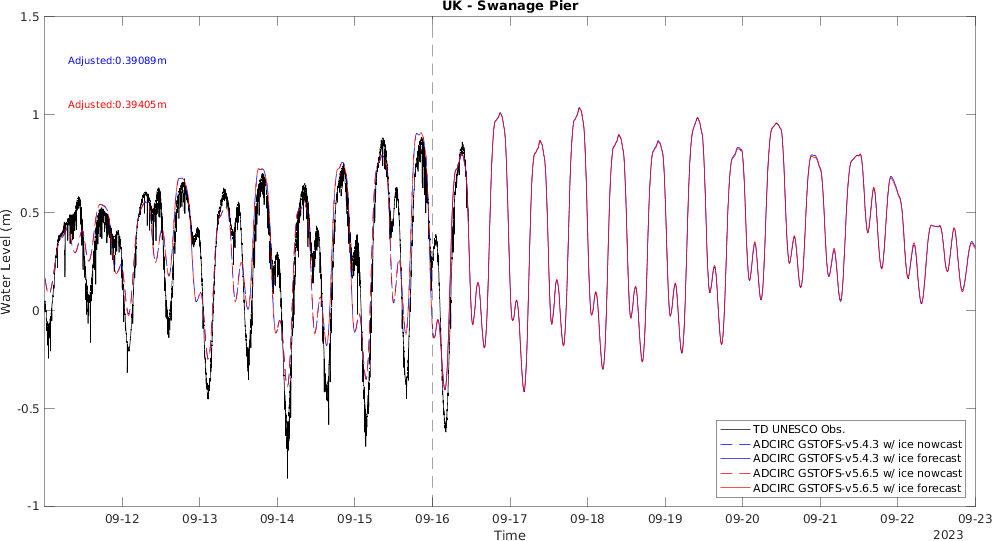 UK - Swanage Pier
Adjusted:0.39089m
Adjusted:0.39405m
Water Level (m)
1.5
1
0.5
0
-0.5
-1
TD UNESCO Obs.
ADCIRC GSTOFS-v5.4.3 w/ ice nowcast
ADCIRC GSTOFS-v5.4.3 w/ ice forecast
ADCIRC GSTOFS-v5.6.5 w/ ice nowcast
ADCIRC GSTOFS-v5.6.5 w/ ice forecast
09-12 09-13 09-14 09-15 09-16 09-17 09-18 09-19 09-20 09-21 09-22 09-23
Time
2023